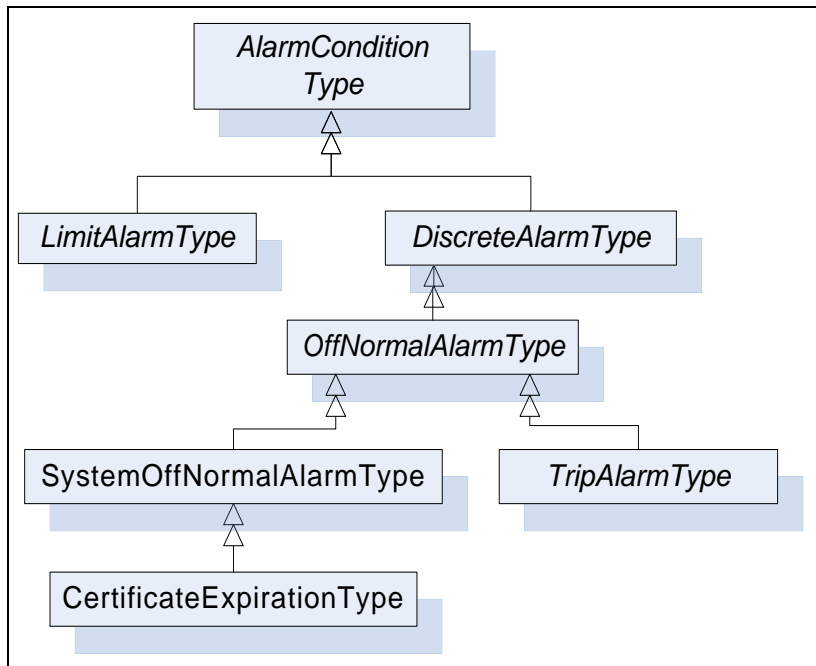 AlarmCondition
Type
LimitAlarmType
DiscreteAlarmType
OffNormalAlarmType
SystemOffNormalAlarmType
TripAlarmType
CertificateExpirationType